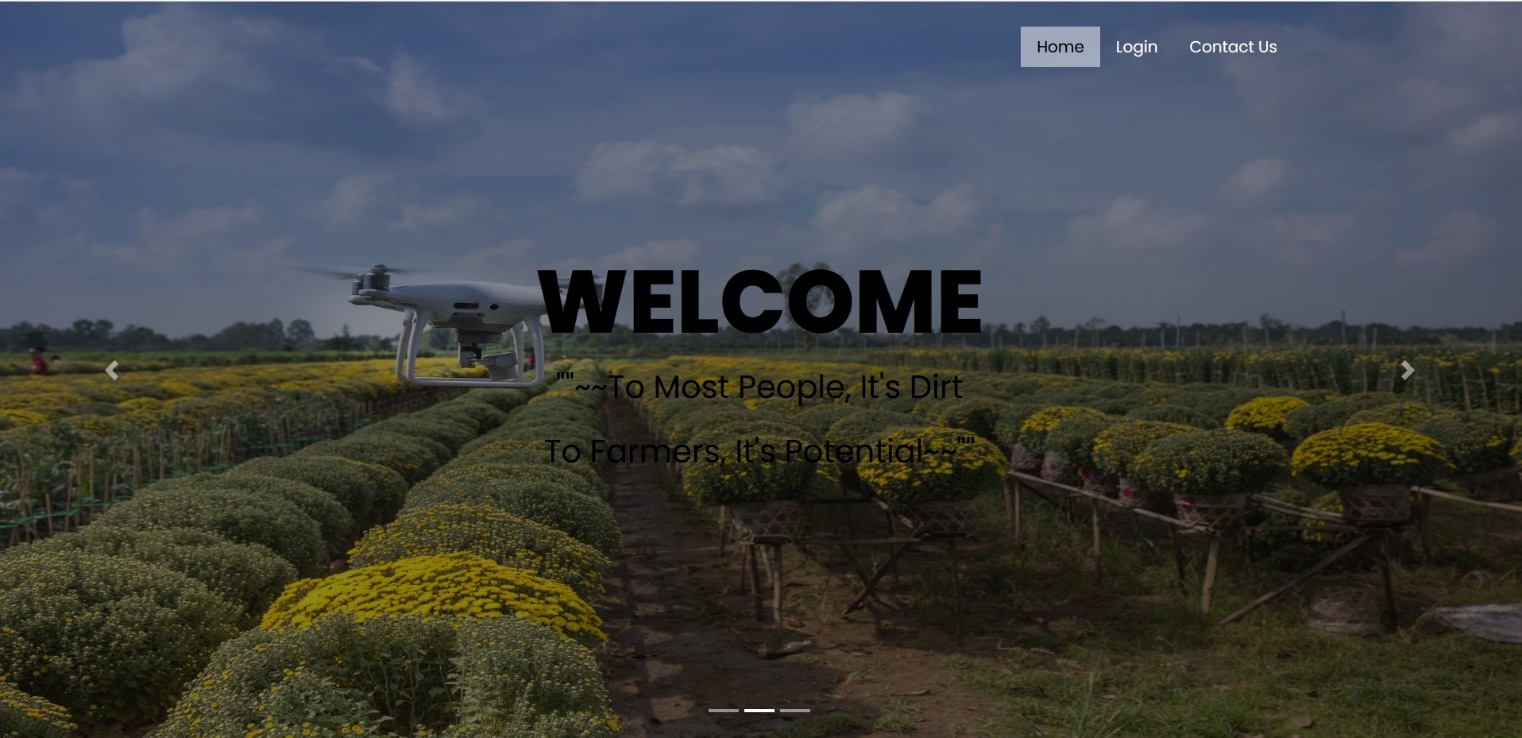 Home Login Contact Us
WELCOME
""~~To Most People, It's Dirt
To Farmers, It's Potential~~""